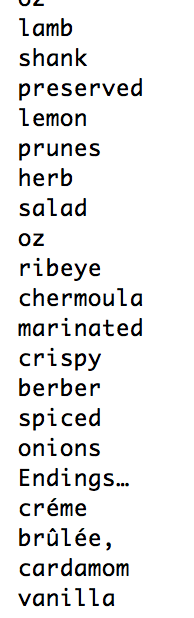 oz
lamb
shank
preserved
lemon
prunes
herb
salad
oz
ribeye
chermoula
marinated
crispy
berber
spiced
onions
Endings…
créme
brûlée,
cardamom
vanilla